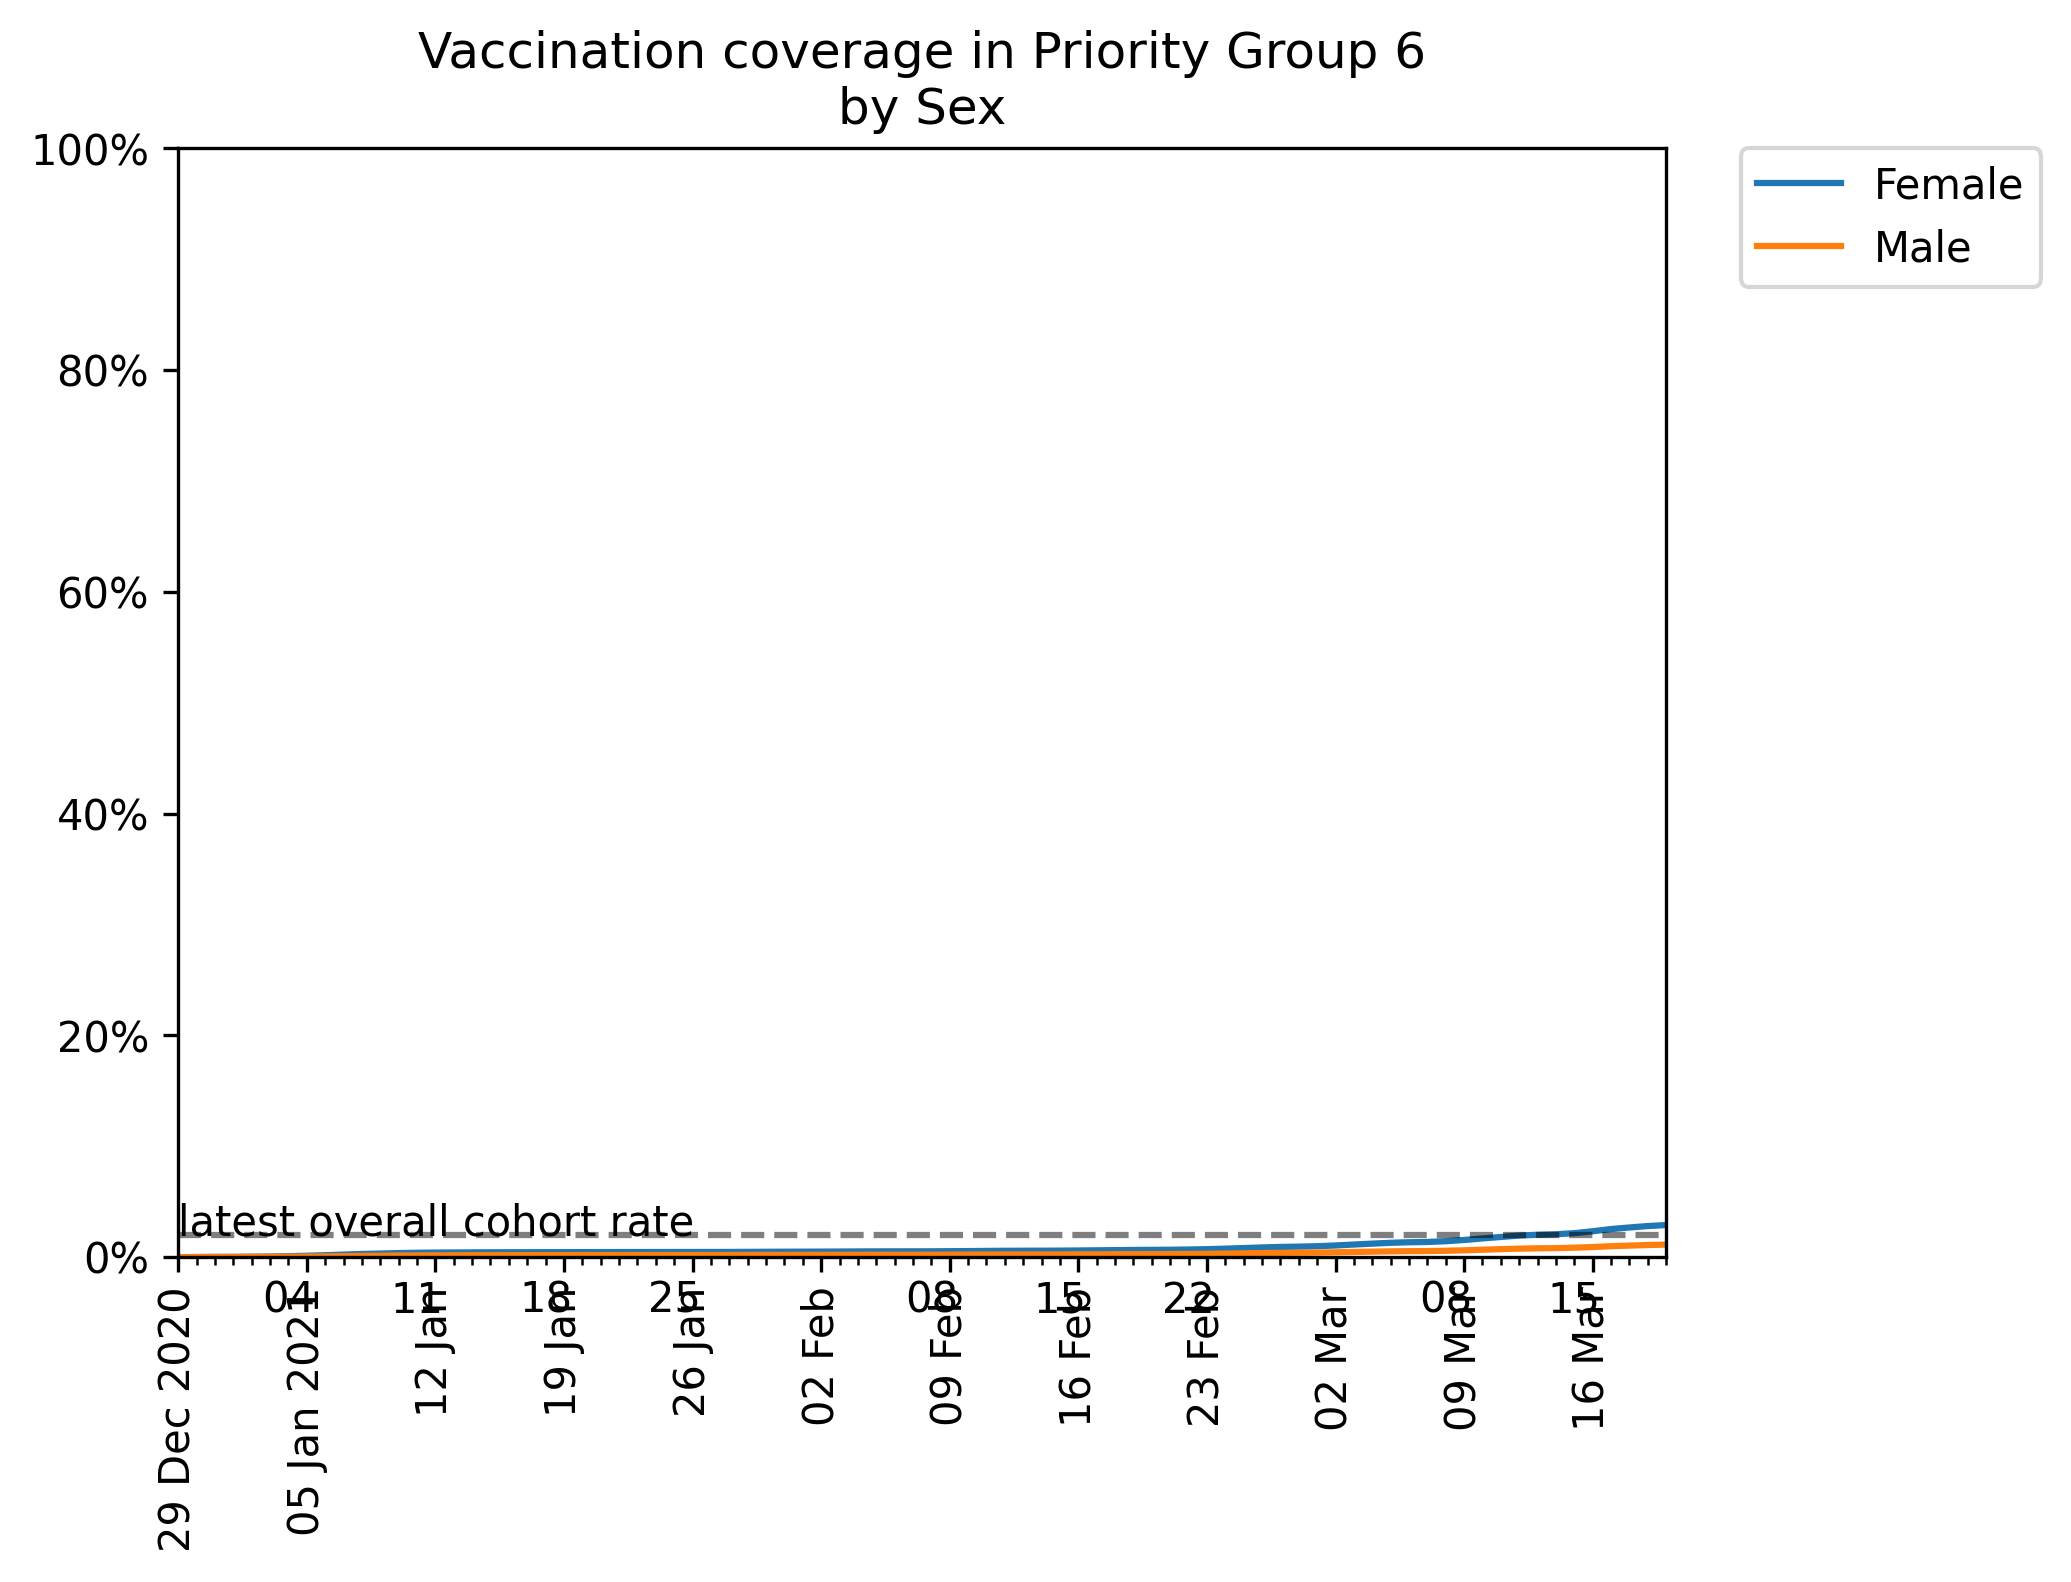 Vaccination coverage in Priority Group 6
by Sex
100%
80%
60%
40%
20%
0%
latest overall cohort rate
Female
Male
04
11
18
25
08
15
22
08
15
29 Dec 2020
05 Jan 2021
12 Jan
19 Jan
26 Jan
02 Feb
09 Feb
16 Feb
23 Feb
02 Mar
09 Mar
16 Mar